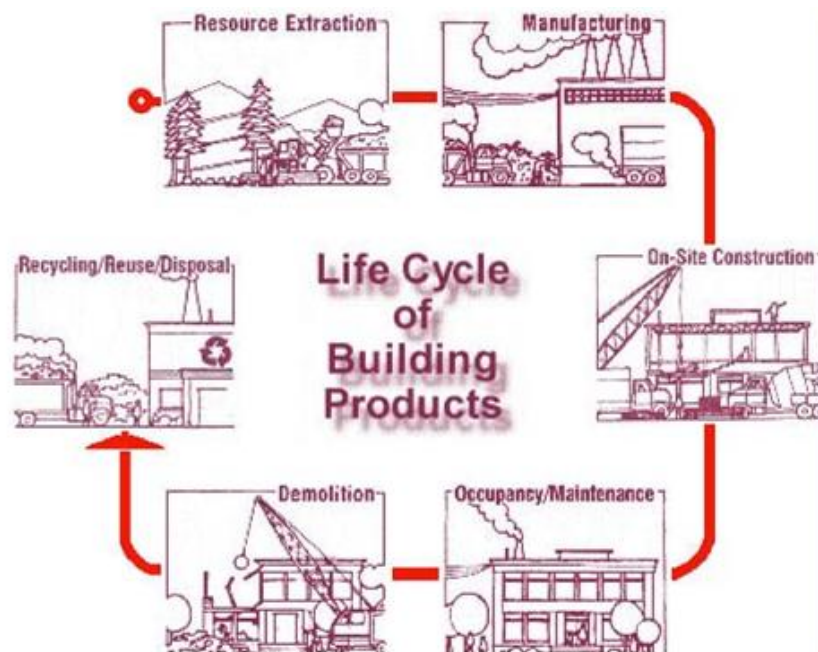 Resource Extraction
Manufacturing
On-Site Construction
Recycling/Reuse/Disposal
Life Cycle
of
Building
Products
Demolition
Occupancy/Maintenance